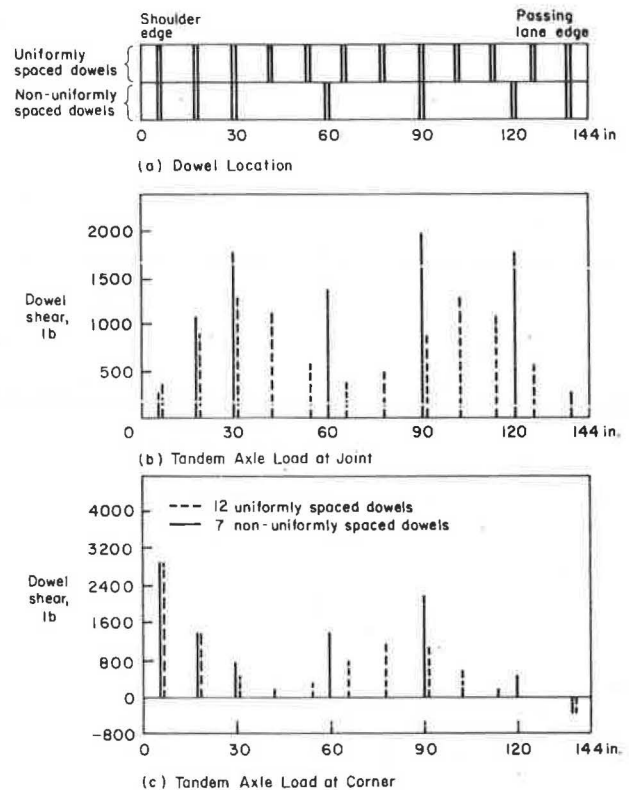 Shoulder edge
Passing lane edge
Uniformly spaced dowels
Non-uniformly spaced dowels
0 30 60 90 120 144 in
(a) Dowel Location
2000
1500
Dowel shear, lb
1000
500
0 30 60 90 120 144 in.
(b) Tandem Axle Load at Joint
4000
12 uniformly spaced dowels
7 non-uniformly spaced dowels
3200
Dowel shear, lb
2400
1600
800
0
-800
0 30 60 90 120 144 in.
(c) Tandem Axle Load at Corner